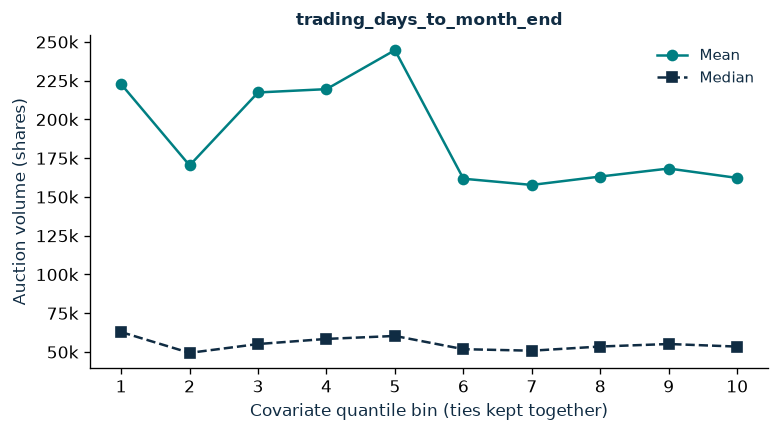 trading_days_to_month_end
250k
225k
200k
175k
150k
125k
100k
75k
50k
Auction volume (shares)
Mean
Median
1 2 3 4 5 6 7 8 9 10
Covariate quantile bin (ties kept together)